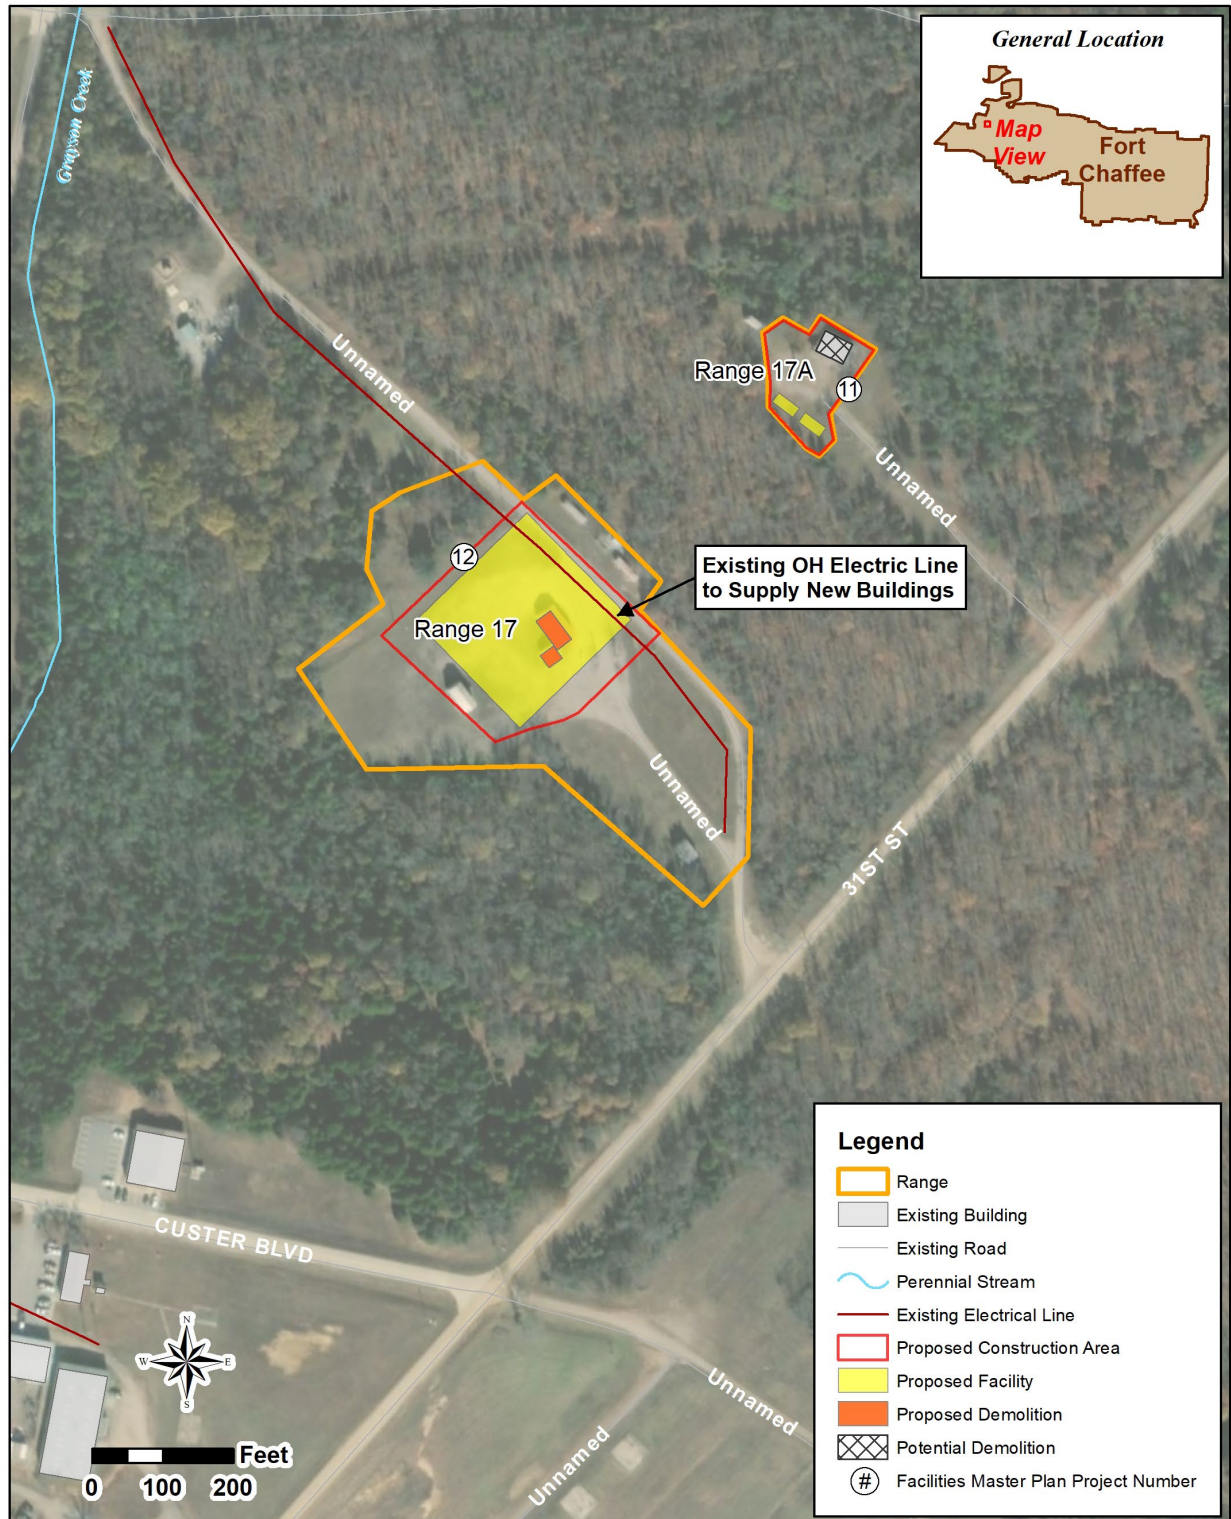 General Location
Map
View
Fort
Chaffee
Grayson Creek
Unnamed
Range 17A
11
Unnamed
12
Existing OH Electric Line
to Supply New Buildings
Range 17
Unnamed
31ST ST
CUSTER BLVD
N
W
E
S
Unnamed
Unnamed
Feet
0
100
200
Legend
Range
Existing Building
Existing Road
Perennial Stream
Existing Electrical Line
Proposed Construction Area
Proposed Facility
Proposed Demolition
Potential Demolition
# Facilities Master Plan Project Number